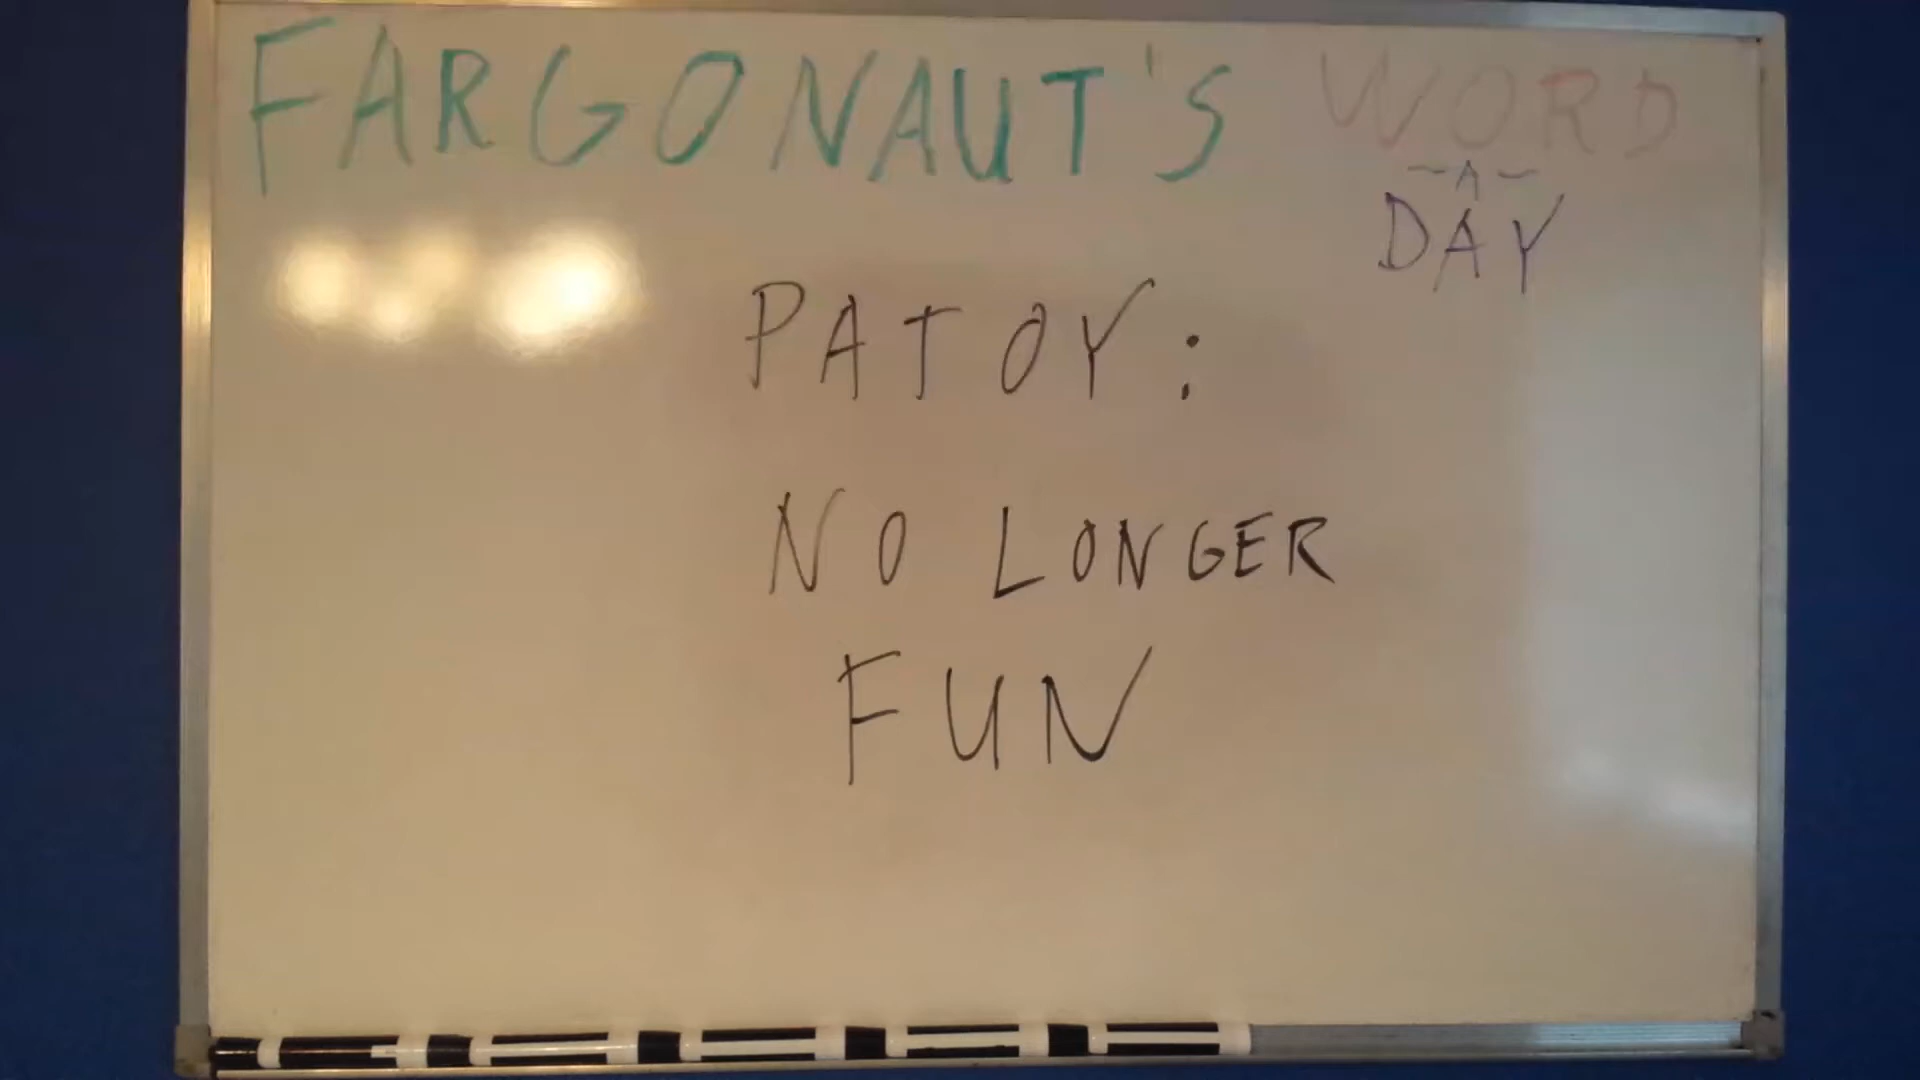 FARGONAUT'S WORD
-A-
DAY
PATOY:
NO LONGER
FUN